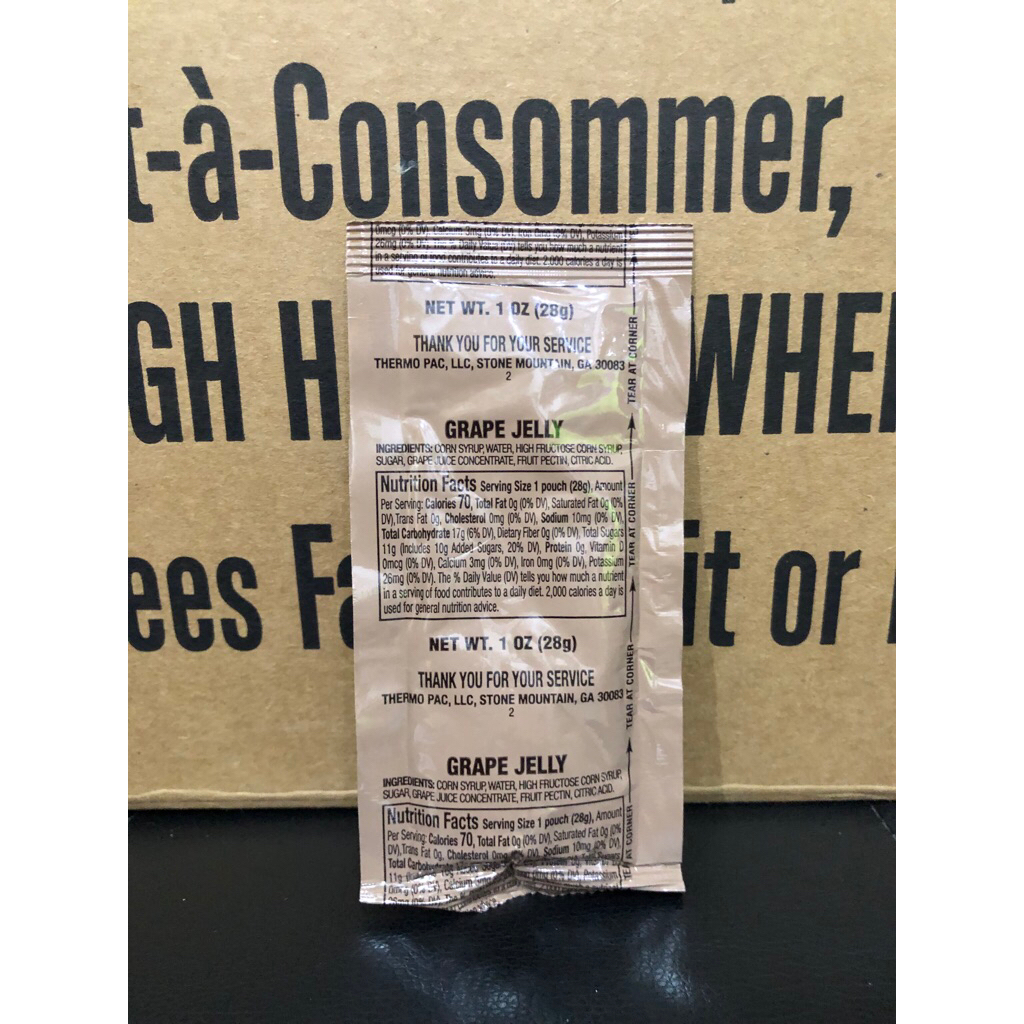 t-à-Consommer,
GH H WHE
ees Fa it or
0mcg (0% DV), Calcium 3mg (0% DV), Iron 0mg (0% DV), Potassium
26mg (0% DV). The % Daily Value (DV) tells you how much a nutrient
in a serving of food contributes to a daily diet. 2,000 calories a day is
used for general nutrition advice.
NET WT. 1 OZ (28g)
THANK YOU FOR YOUR SERVICE
THERMO PAC, LLC, STONE MOUNTAIN, GA 30083
2
GRAPE JELLY
INGREDIENTS: CORN SYRUP, WATER, HIGH FRUCTOSE CORN SYRUP,
SUGAR, GRAPE JUICE CONCENTRATE, FRUIT PECTIN, CITRIC ACID.
Nutrition Facts Serving Size 1 pouch (28g), Amount
Per Serving: Calories 70, Total Fat 0g (0% DV), Saturated Fat 0g (0%
DV), Trans Fat 0g, Cholesterol 0mg (0% DV), Sodium 10mg (0% DV),
Total Carbohydrate 17g (6% DV), Dietary Fiber 0g (0% DV), Total Sugars
11g (Includes 10g Added Sugars, 20% DV), Protein 0g, Vitamin D
0mcg (0% DV), Calcium 3mg (0% DV), Iron 0mg (0% DV), Potassium
26mg (0% DV). The % Daily Value (DV) tells you how much a nutrient
in a serving of food contributes to a daily diet. 2,000 calories a day is
used for general nutrition advice.
NET WT. 1 OZ (28g)
THANK YOU FOR YOUR SERVICE
THERMO PAC, LLC, STONE MOUNTAIN, GA 30083
2
GRAPE JELLY
INGREDIENTS: CORN SYRUP, WATER, HIGH FRUCTOSE CORN SYRUP,
SUGAR, GRAPE JUICE CONCENTRATE, FRUIT PECTIN, CITRIC ACID.
Nutrition Facts Serving Size 1 pouch (28g), Amount
Per Serving: Calories 70, Total Fat 0g (0% DV), Saturated Fat 0g (0%
DV), Trans Fat 0g, Cholesterol 0mg (0% DV), Sodium 10mg (0% DV),
Total Carbohydrate
11g
0mcg (0% DV), Calcium Potassium
TEAR AT CORNER
TEAR AT CORNER
TEAR AT CORNER
TEAR AT CORNER